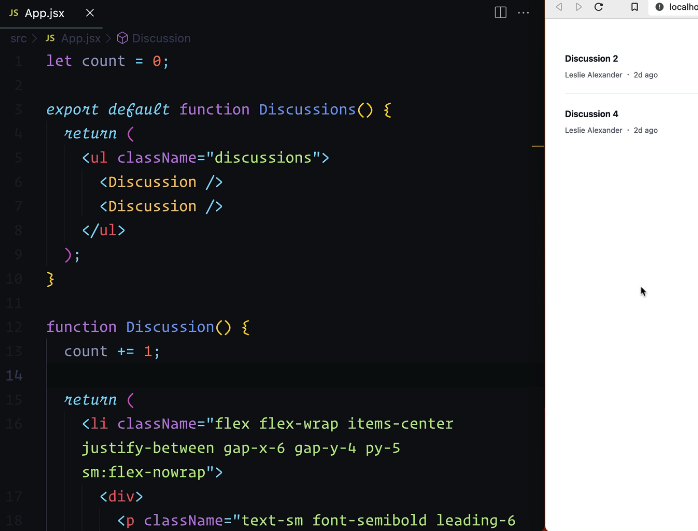 JS App.jsx
src > JS App.jsx > Discussion
1 let count = 0;
2
3 export default function Discussions() {
4 return (
5 <ul className="discussions">
6 <Discussion />
7 <Discussion />
8 </ul>
9 );
10 }
11
12 function Discussion() {
13 count += 1;
14
15 return (
16 <li className="flex flex-wrap items-center
justify-between gap-x-6 gap-y-4 py-5
sm:flex-nowrap">
17 <div>
18 <p className="text-sm font-semibold leading-6
localho
Discussion 2
Leslie Alexander · 2d ago
Discussion 4
Leslie Alexander · 2d ago